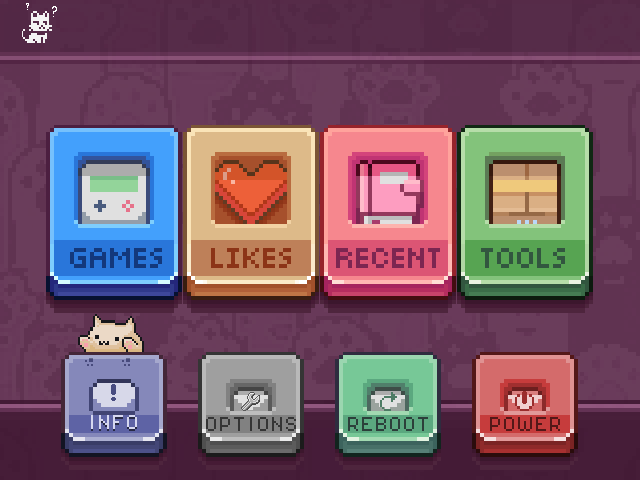 GAMES
LIKES
RECENT
TOOLS
INFO
OPTIONS
REBOOT
POWER